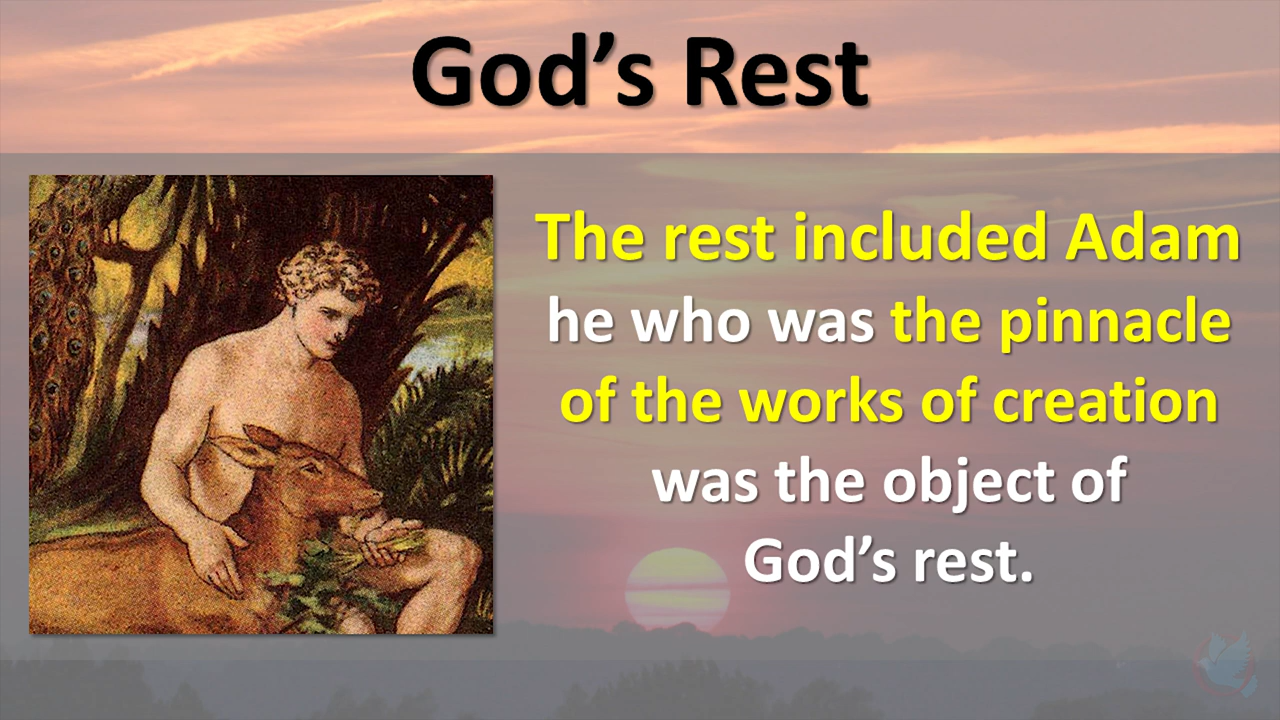 God’s Rest
The rest included Adam
he who was the pinnacle
of the works of creation
was the object of
God’s rest.